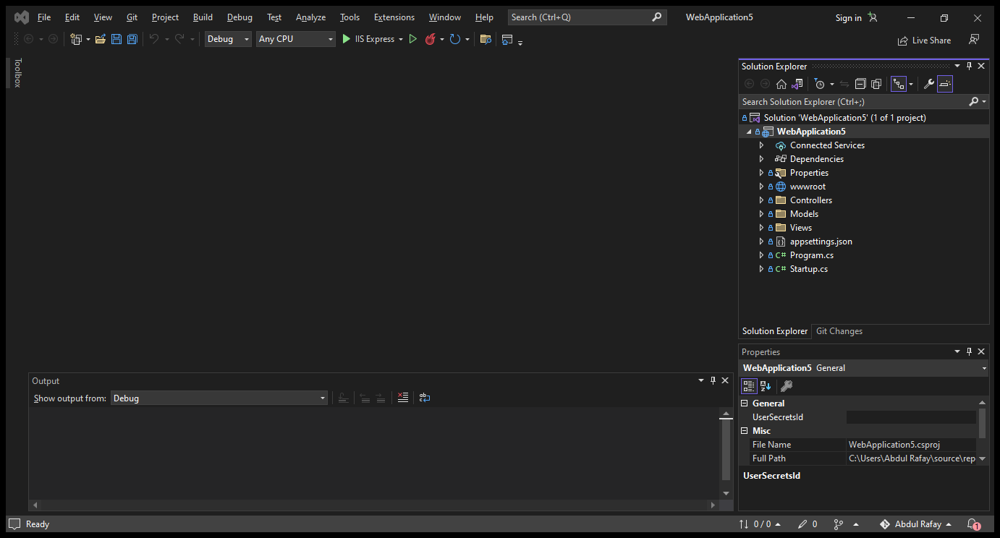 File Edit View Git Project Build Debug Test Analyze Tools Extensions Window Help Search (Ctrl+Q) WebApplication5 Sign in
Debug Any CPU IIS Express Live Share
Toolbox
Solution Explorer
Search Solution Explorer (Ctrl+;)
Solution 'WebApplication5' (1 of 1 project)
WebApplication5
Connected Services
Dependencies
Properties
wwwroot
Controllers
Models
Views
appsettings.json
C# Program.cs
C# Startup.cs
Solution Explorer Git Changes
Properties
WebApplication5 General
General
UserSecretsId
Misc
File Name WebApplication5.csproj
Full Path C:\Users\Abdul Rafay\source\rep
UserSecretsId
Output
Show output from: Debug
Ready 0 / 0 0 Abdul Rafay 1